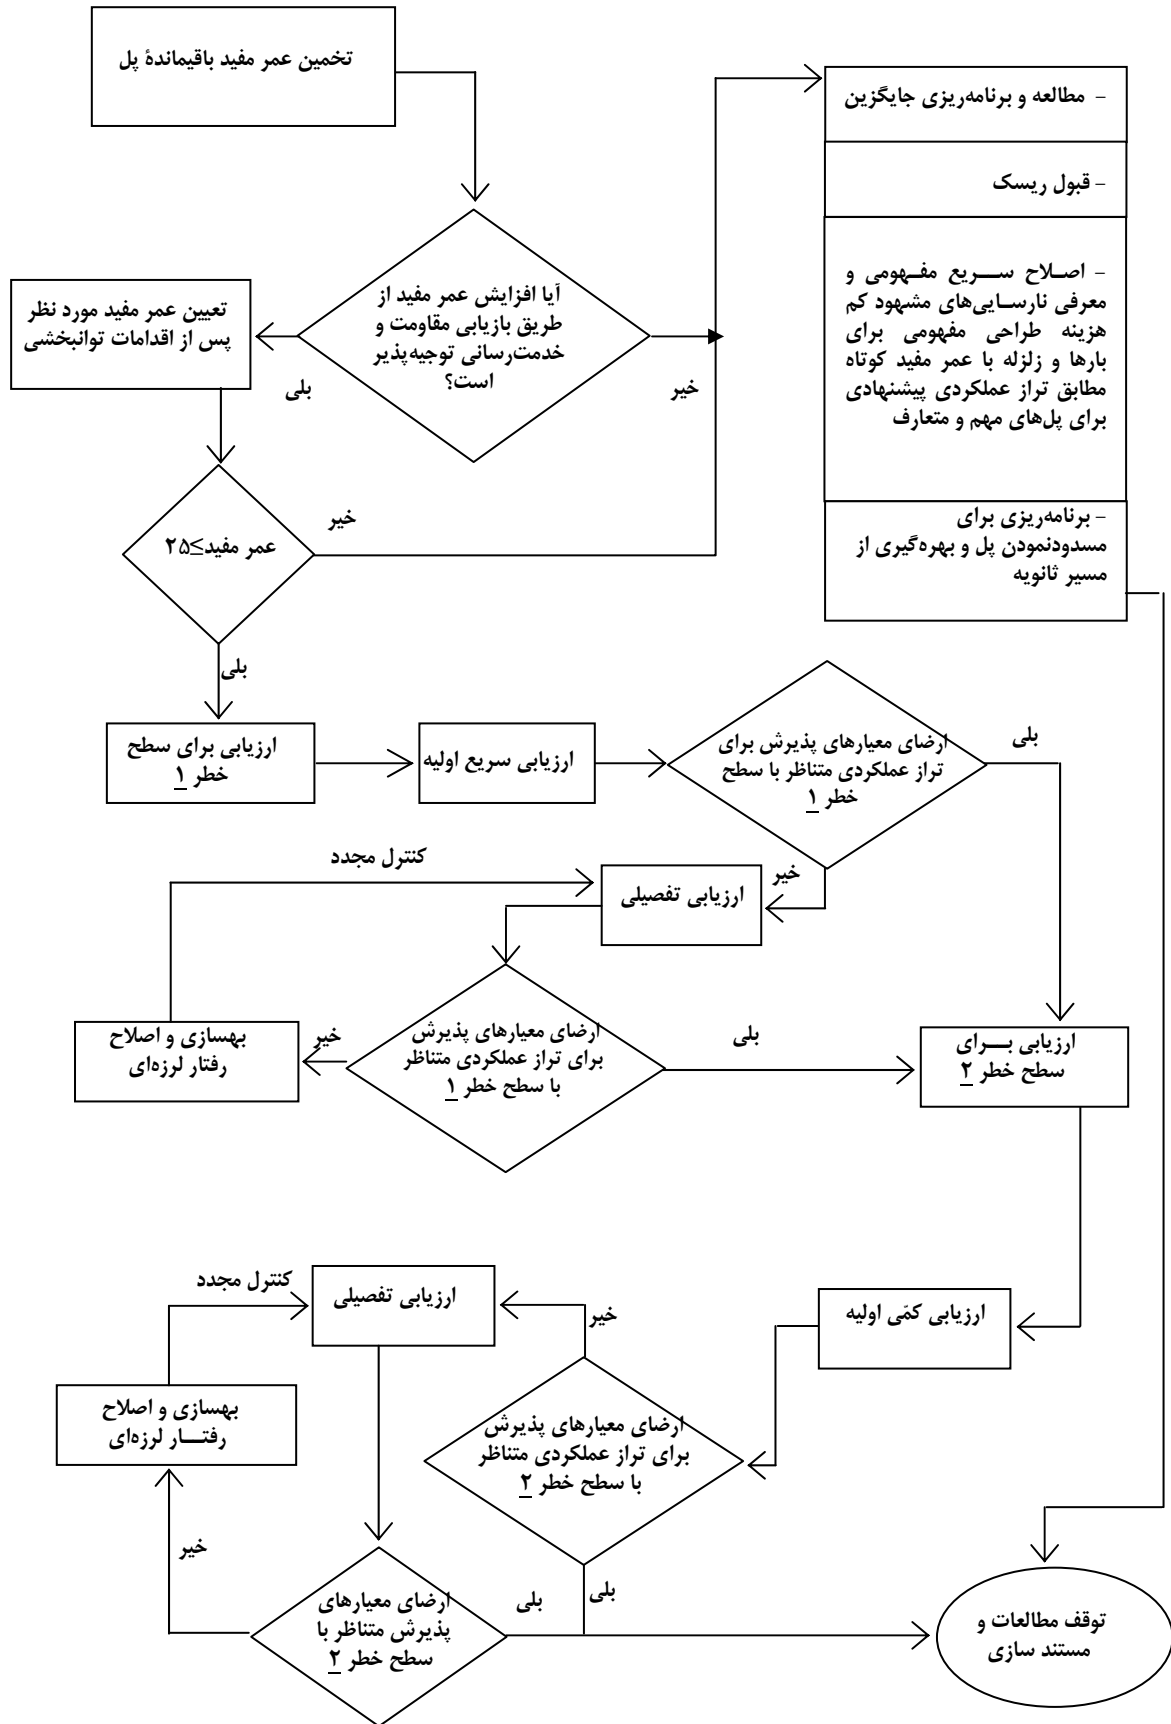 تخمین عمر مفید باقیماندۀ پل
- مطالعه و برنامه‌ریزی جایگزین
- قبول ریسک
- اصـلاح سـریع مفـهومی و
معرفی نارسایی‌های مشهود کم
هزینه طراحی مفهومی برای
بارها و زلزله با عمر مفید کوتاه
مطابق تراز عملکردی پیشنهادی
برای پل‌های مهم و متعارف
- برنامه‌ریزی برای
مسدودنمودن پل و بهره‌گیری از
مسیر ثانویه
آیا افزایش عمر مفید از
طریق بازیابی مقاومت و
خدمت‌رسانی توجیه‌پذیر
است؟
خیر
بلی
تعیین عمر مفید مورد نظر
پس از اقدامات توانبخشی
عمر مفید≥۲۵
خیر
بلی
ارزیابی برای سطح
خطر ۱
ارزیابی سریع اولیه
ارضای معیارهای پذیرش برای
تراز عملکردی متناظر با سطح
خطر ۱
بلی
خیر
کنترل مجدد
ارزیابی تفصیلی
ارضای معیارهای پذیرش
برای تراز عملکردی متناظر
با سطح خطر ۱
خیر
بلی
بهسازی و اصلاح
رفتار لرزه‌ای
ارزیابی بـرای
سطح خطر ۲
ارزیابی کمّی اولیه
ارضای معیارهای پذیرش
برای تراز عملکردی متناظر
با سطح خطر ۲
خیر
بلی
کنترل مجدد
ارزیابی تفصیلی
بهسازی و اصلاح
رفتـار لرزه‌ای
خیر
ارضای معیارهای
پذیرش متناظر با
سطح خطر ۲
بلی
توقف مطالعات و
مستند سازی